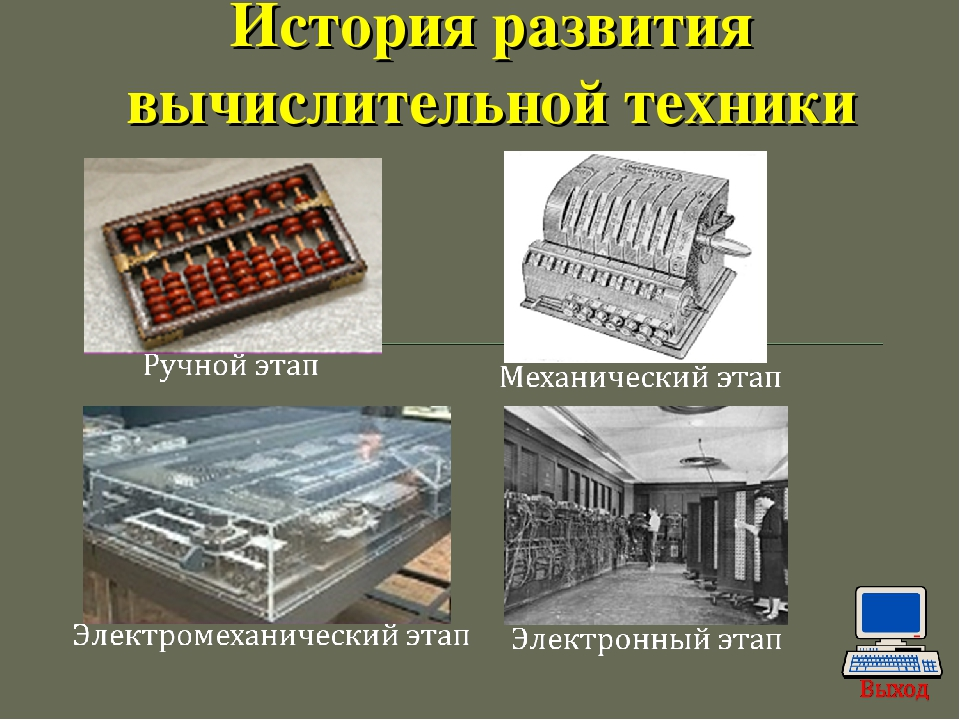 История развития
вычислительной техники
Ручной этап
Механический этап
Электромеханический этап
Электронный этап
Выход